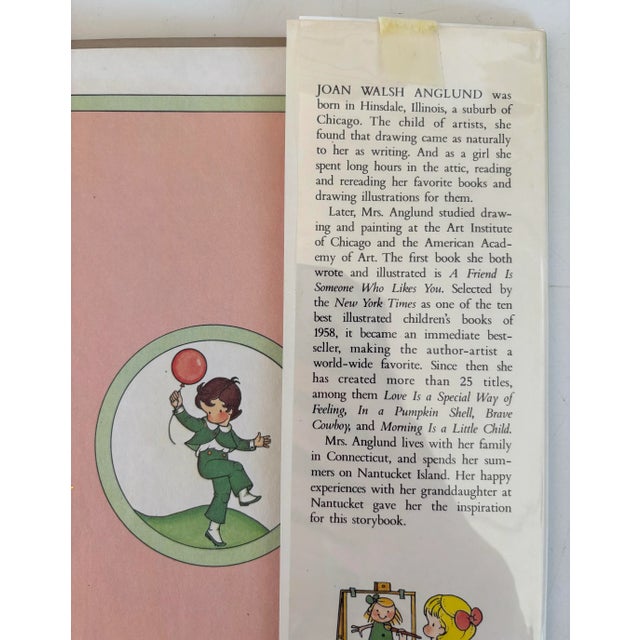 JOAN WALSH ANGLUND was
born in Hinsdale, Illinois, a suburb of
Chicago. The child of artists, she
found that drawing came as naturally
to her as writing. And as a girl she
spent long hours in the attic, reading
and rereading her favorite books and
drawing illustrations for them.
Later, Mrs. Anglund studied draw-
ing and painting at the Art Institute
of Chicago and the American Acad-
emy of Art. The first book she both
wrote and illustrated is A Friend Is
Someone Who Likes You. Selected by
the New York Times as one of the ten
best illustrated children's books of
1958, it became an immediate best-
seller, making the author-artist a
world-wide favorite. Since then she
has created more than 25 titles,
among them Love Is a Special Way of
Feeling, In a Pumpkin Shell, Brave
Cowboy, and Morning Is a Little Child.
Mrs. Anglund lives with her family
in Connecticut, and spends her sum-
mers on Nantucket Island. Her happy
experiences with her granddaughter at
Nantucket gave her the inspiration
for this storybook.